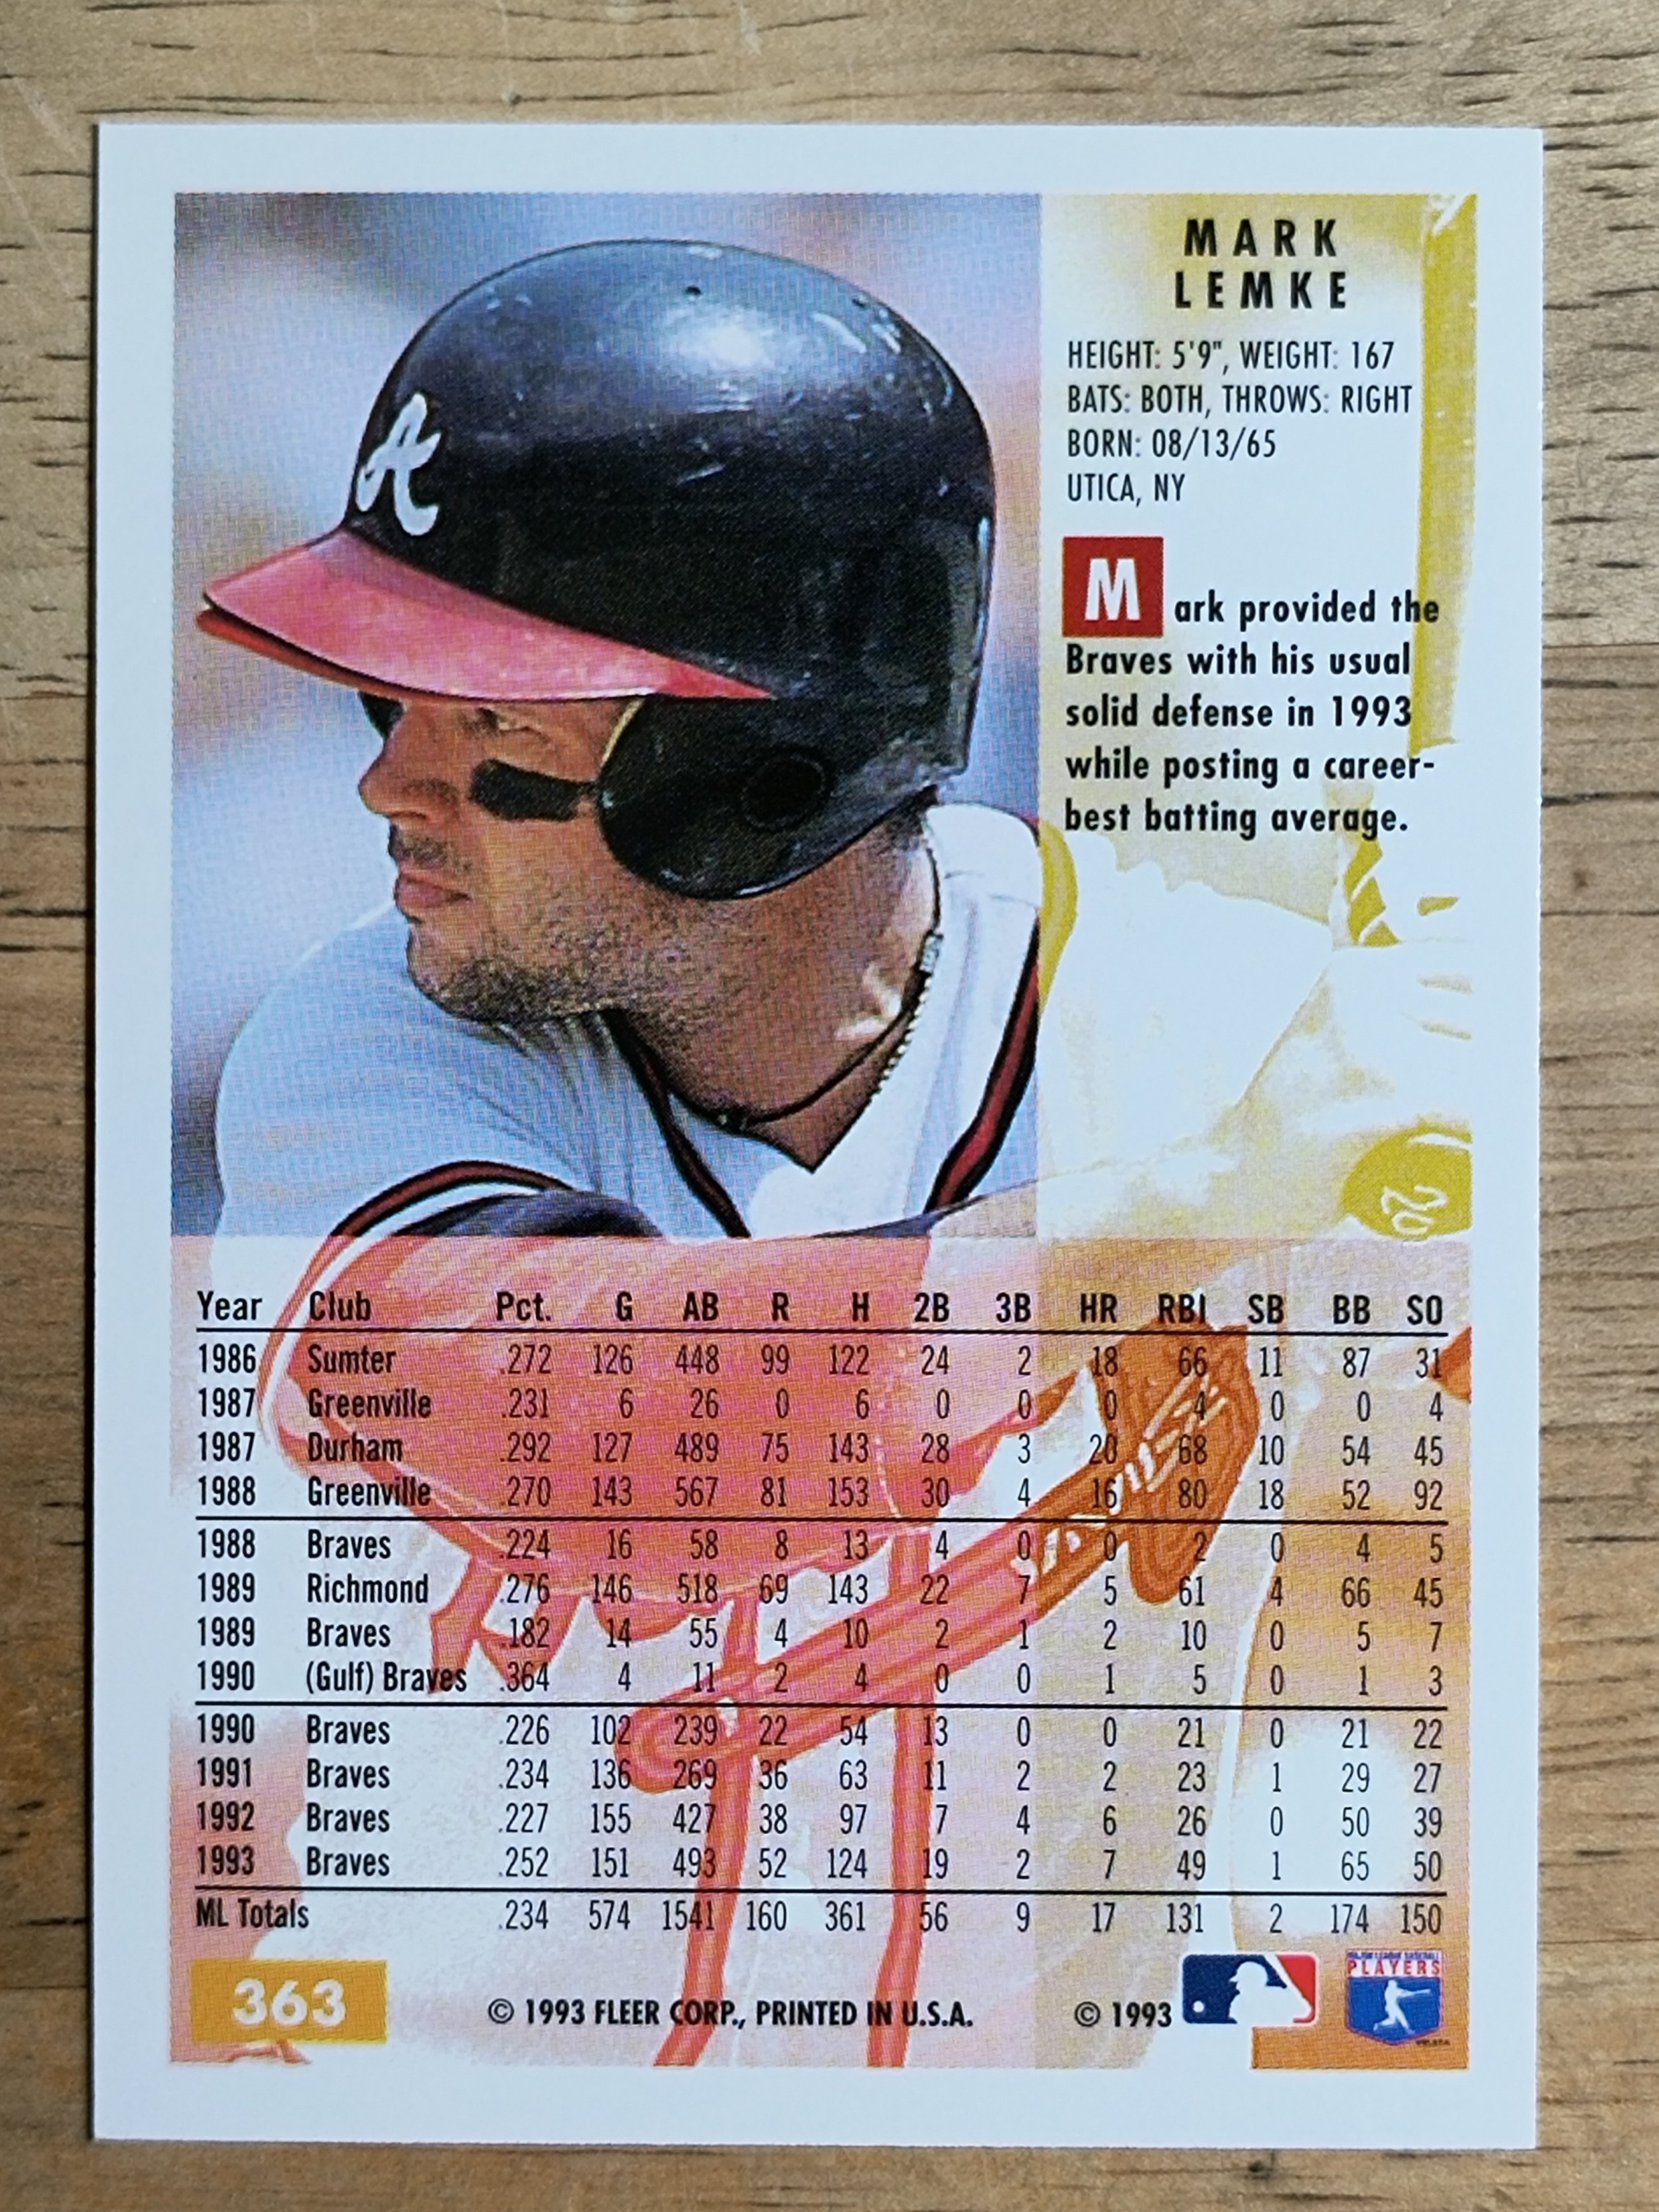 MARK
LEMKE
HEIGHT: 5'9", WEIGHT: 167
BATS: BOTH, THROWS: RIGHT
BORN: 08/13/65
UTICA, NY
Mark provided the
Braves with his usual
solid defense in 1993
while posting a career-
best batting average.
A
20
Year Club Pct. G AB R H 2B 3B HR RBI SB BB SO
1986 Sumter .272 126 448 99 122 24 2 18 66 11 87 31
1987 Greenville .231 6 26 0 6 0 0 0 4 0 0 4
1987 Durham .292 127 489 75 143 28 3 20 68 10 54 45
1988 Greenville .270 143 567 81 153 30 4 16 80 18 52 92
1988 Braves .224 16 58 8 13 4 0 0 2 0 4 5
1989 Richmond .276 146 518 69 143 22 7 5 61 4 66 45
1989 Braves .182 14 55 4 10 2 1 2 10 0 5 7
1990 (Gulf) Braves .364 4 11 2 4 0 0 1 5 0 1 3
1990 Braves .226 102 239 22 54 13 0 0 21 0 21 22
1991 Braves .234 136 269 36 63 11 2 2 23 1 29 27
1992 Braves .227 155 427 38 97 7 4 6 26 0 50 39
1993 Braves .252 151 493 52 124 19 2 7 49 1 65 50
ML Totals .234 574 1541 160 361 56 9 17 131 2 174 150
363
© 1993 FLEER CORP., PRINTED IN U.S.A.
© 1993
MAJOR LEAGUE BASEBALL
PLAYERS